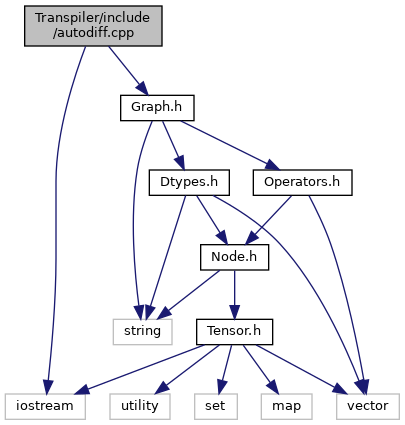 Transpiler/include
/autodiff.cpp
Graph.h
Dtypes.h
Operators.h
Node.h
string
Tensor.h
iostream
utility
set
map
vector